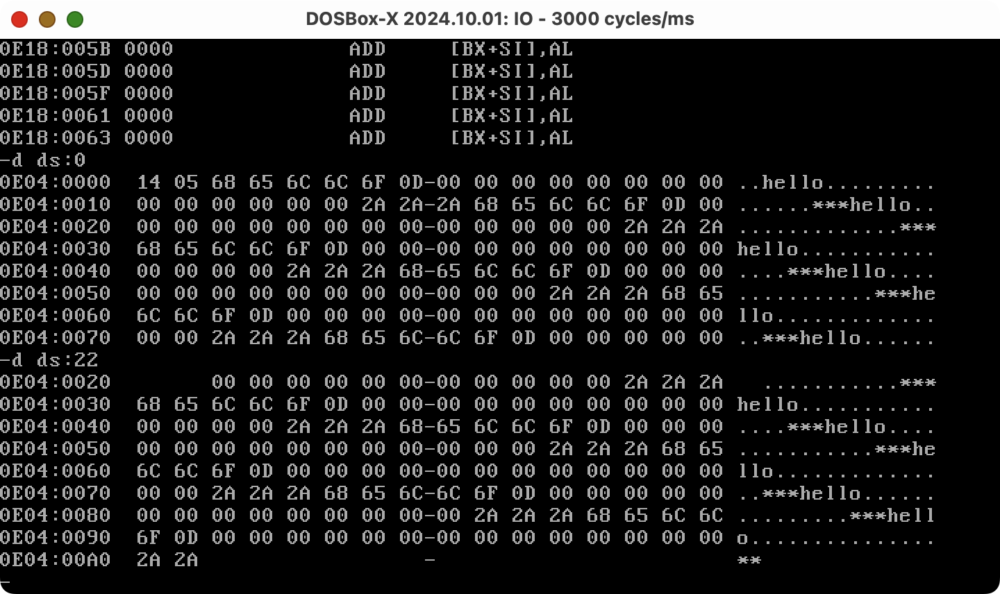 DOSBox-X 2024.10.01: IO - 3000 cycles/ms
0E18:005B 0000              ADD     [BX+SI],AL
0E18:005D 0000              ADD     [BX+SI],AL
0E18:005F 0000              ADD     [BX+SI],AL
0E18:0061 0000              ADD     [BX+SI],AL
0E18:0063 0000              ADD     [BX+SI],AL
-d ds:0
0E04:0000  14 05 68 65 6C 6C 6F 0D-00 00 00 00 00 00 00 00 ..hello.........
0E04:0010  00 00 00 00 00 00 2A 2A-2A 68 65 6C 6C 6F 0D 00 ......***hello..
0E04:0020  00 00 00 00 00 00 00 00-00 00 00 00 00 2A 2A 2A .............***
0E04:0030  68 65 6C 6C 6F 0D 00 00-00 00 00 00 00 00 00 00 hello...........
0E04:0040  00 00 00 00 2A 2A 2A 68-65 6C 6C 6F 0D 00 00 00 ....***hello....
0E04:0050  00 00 00 00 00 00 00 00-00 00 00 2A 2A 2A 68 65 ...........***he
0E04:0060  6C 6C 6F 0D 00 00 00 00-00 00 00 00 00 00 00 00 llo.............
0E04:0070  00 00 2A 2A 2A 68 65 6C-6C 6F 0D 00 00 00 00 00 ..***hello......
-d ds:22
0E04:0020        00 00 00 00 00 00-00 00 00 00 00 2A 2A 2A   ...........***
0E04:0030  68 65 6C 6C 6F 0D 00 00-00 00 00 00 00 00 00 00 hello...........
0E04:0040  00 00 00 00 2A 2A 2A 68-65 6C 6C 6F 0D 00 00 00 ....***hello....
0E04:0050  00 00 00 00 00 00 00 00-00 00 00 2A 2A 2A 68 65 ...........***he
0E04:0060  6C 6C 6F 0D 00 00 00 00-00 00 00 00 00 00 00 00 llo.............
0E04:0070  00 00 2A 2A 2A 68 65 6C-6C 6F 0D 00 00 00 00 00 ..***hello......
0E04:0080  00 00 00 00 00 00 00 00-00 2A 2A 2A 68 65 6C 6C .........***hell
0E04:0090  6F 0D 00 00 00 00 00 00-00 00 00 00 00 00 00 00 o...............
0E04:00A0  2A 2A                  -                        **
-